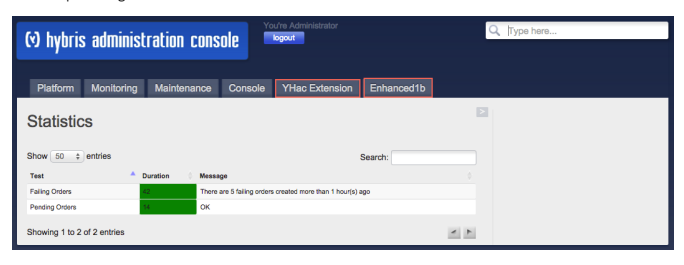 You're Administrator
(y) hybris administration console
logout
Type here...
Platform Monitoring Maintenance Console YHac Extension Enhanced1b
Statistics
Show 50 entries Search:
Test Duration Message
Failing Orders 42 There are 5 failing orders created more than 1 hour(s) ago
Pending Orders 14 OK
Showing 1 to 2 of 2 entries